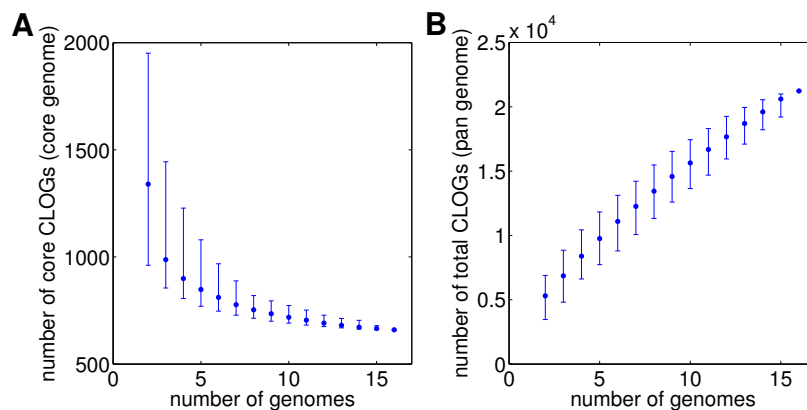 A
number of core CLOGs (core genome)
2000
1500
1000
500
0
5
10
15
number of genomes
B
x 10^4
number of total CLOGs (pan genome)
2.5
2
1.5
1
0.5
0
0
5
10
15
number of genomes